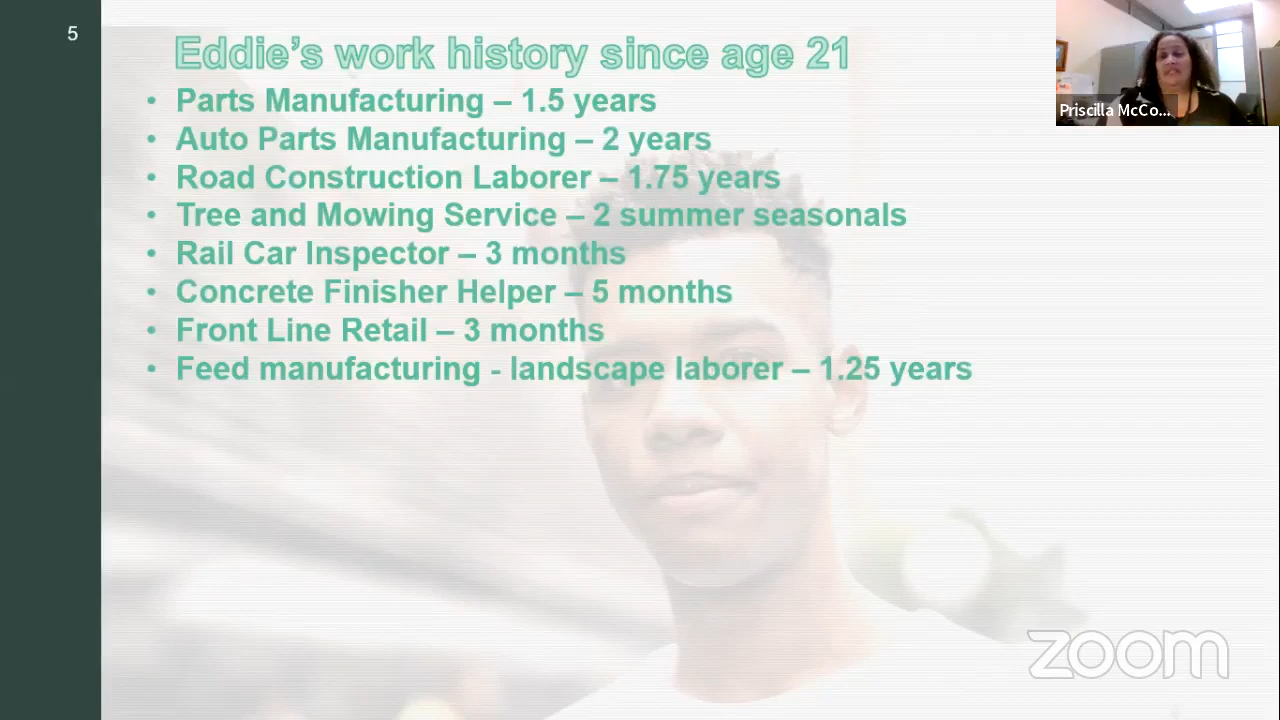 5
Eddie’s work history since age 21
• Parts Manufacturing – 1.5 years
• Auto Parts Manufacturing – 2 years
• Road Construction Laborer – 1.75 years
• Tree and Mowing Service – 2 summer seasonals
• Rail Car Inspector – 3 months
• Concrete Finisher Helper – 5 months
• Front Line Retail – 3 months
• Feed manufacturing - landscape laborer – 1.25 years
Priscilla McCo...
zoom